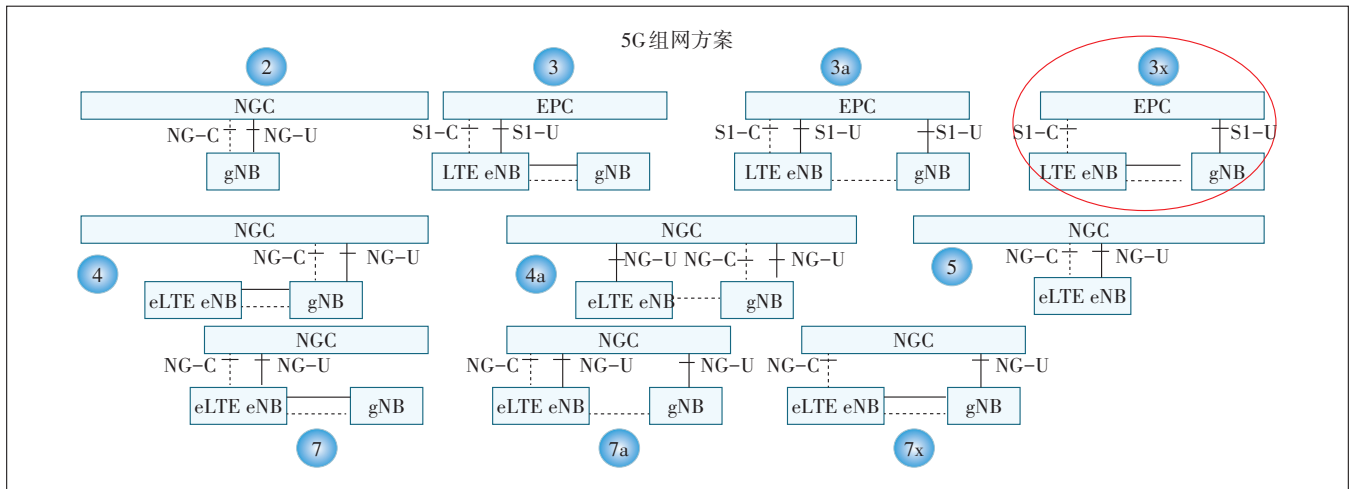 5G组网方案
2 3 3a 3x
NGC EPC EPC EPC
NG-C NG-U S1-C S1-U S1-C S1-U S1-U S1-C S1-U
gNB LTE eNB gNB LTE eNB gNB LTE eNB gNB
NGC NGC NGC
4 NG-C NG-U 4a NG-U NG-C NG-U 5 NG-C NG-U
eLTE eNB gNB eLTE eNB gNB eLTE eNB
NGC NGC NGC
NG-C NG-U NG-C NG-U NG-U NG-C NG-U
eLTE eNB gNB eLTE eNB gNB eLTE eNB gNB
7 7a 7x